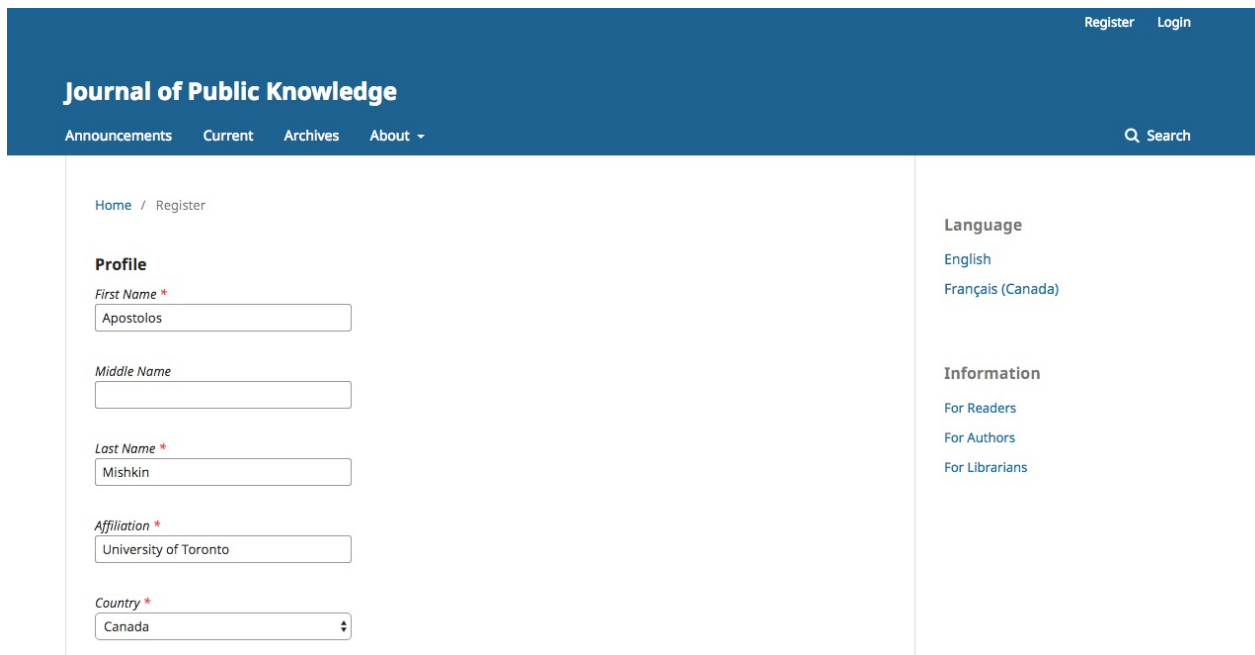 Register Login
Journal of Public Knowledge
Announcements Current Archives About Search
Home / Register
Profile
First Name *
Apostolos
Middle Name
Last Name *
Mishkin
Affiliation *
University of Toronto
Country *
Canada
Language
English
Français (Canada)
Information
For Readers
For Authors
For Librarians